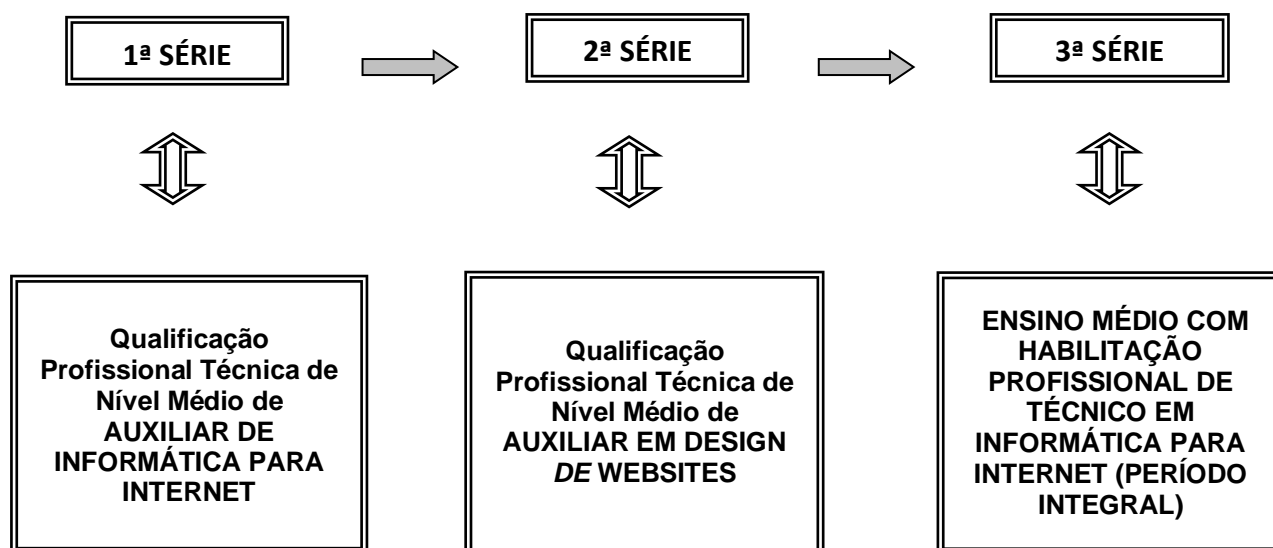 1ª SÉRIE
2ª SÉRIE
3ª SÉRIE
Qualificação
Profissional Técnica de
Nível Médio de
AUXILIAR DE
INFORMÁTICA PARA
INTERNET
Qualificação
Profissional Técnica de
Nível Médio de
AUXILIAR EM DESIGN
DE WEBSITES
ENSINO MÉDIO COM
HABILITAÇÃO
PROFISSIONAL DE
TÉCNICO EM
INFORMÁTICA PARA
INTERNET (PERÍODO
INTEGRAL)